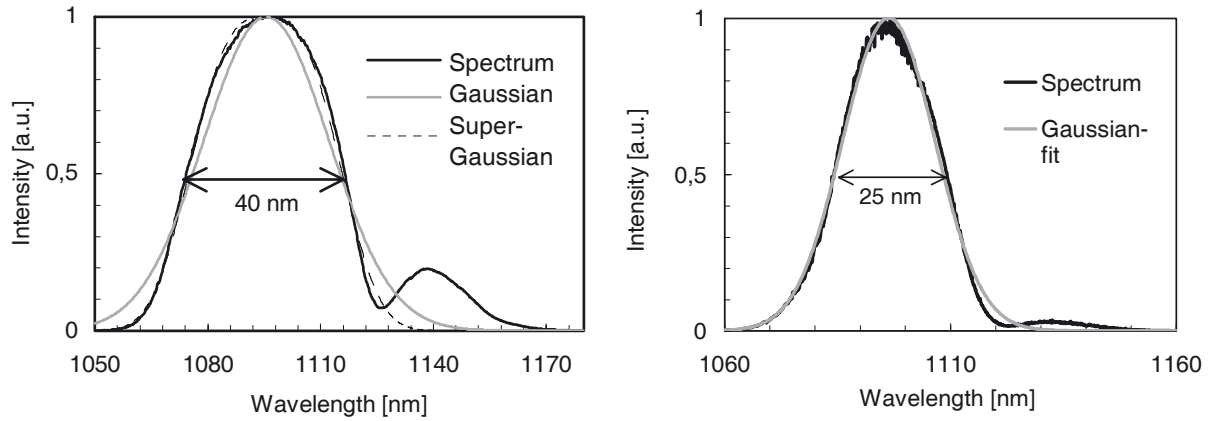 Intensity [a.u.]
1
0,5
0
Spectrum
Gaussian
Super-
Gaussian
40 nm
1050 1080 1110 1140 1170
Wavelength [nm]
Intensity [a.u.]
1
0,5
0
Spectrum
Gaussian-
fit
25 nm
1060 1110 1160
Wavelength [nm]